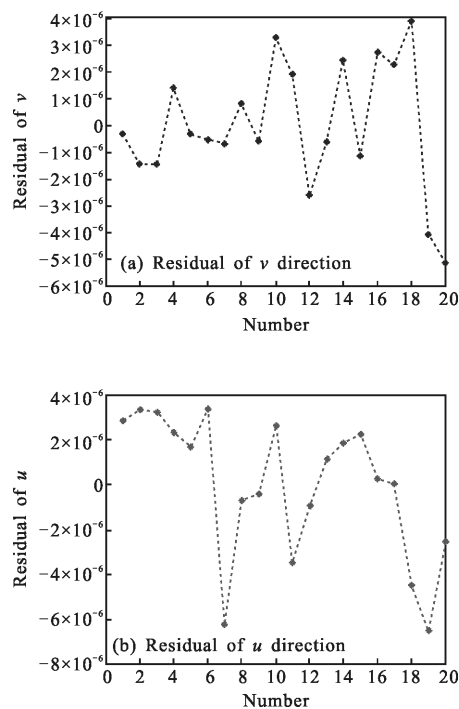 4×10⁻⁶
3×10⁻⁶
2×10⁻⁶
1×10⁻⁶
0
−1×10⁻⁶
−2×10⁻⁶
−3×10⁻⁶
−4×10⁻⁶
−5×10⁻⁶
−6×10⁻⁶
Residual of v
(a) Residual of v direction
0 2 4 6 8 10 12 14 16 18 20
Number
4×10⁻⁶
2×10⁻⁶
0
−2×10⁻⁶
−4×10⁻⁶
−6×10⁻⁶
−8×10⁻⁶
Residual of u
(b) Residual of u direction
0 2 4 6 8 10 12 14 16 18 20
Number